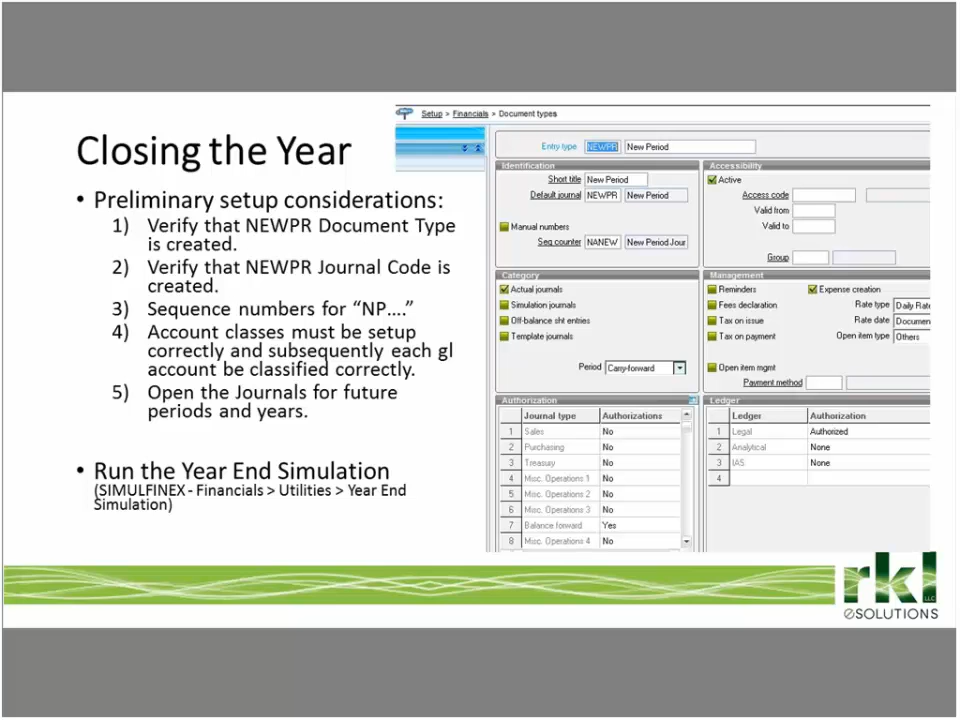 Closing the Year
• Preliminary setup considerations:
1) Verify that NEWPR Document Type
is created.
2) Verify that NEWPR Journal Code is
created.
3) Sequence numbers for “NP....”
4) Account classes must be setup
correctly and subsequently each gl
account be classified correctly.
5) Open the Journals for future
periods and years.
• Run the Year End Simulation
(SIMULFINEX - Financials > Utilities > Year End
Simulation)
Setup > Financials > Document types
Entry type NEWPR New Period
Identification
Short title New Period
Default journal NEWPR New Period
Manual numbers
Seq counter NANEW New Period Jour
Accessibility
Active
Access code
Valid from
Valid to
Group
Category
Actual journals
Simulation journals
Off-balance sht entries
Template journals
Period Carry-forward
Management
Reminders Expense creation
Fees declaration Rate type Daily Rate
Tax on issue Rate date Documen
Tax on payment Open item type Others
Open item mgmt
Payment method
Authorization
Journal type Authorizations
1 Sales No
2 Purchasing No
3 Treasury No
4 Misc. Operations 1 No
5 Misc. Operations 2 No
6 Misc. Operations 3 No
7 Balance forward Yes
8 Misc. Operations 4 No
Ledger
Ledger Authorization
1 Legal Authorized
2 Analytical None
3 IAS None
4
rkl
LLC
eSOLUTIONS